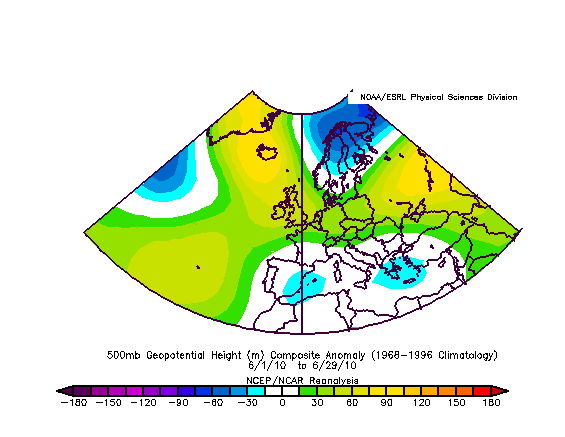 NOAA/ESRL Physical Sciences Division
500mb Geopotential Height (m) Composite Anomaly (1968-1996 Climatology)
6/1/10 to 6/29/10
NCEP/NCAR Reanalysis
-180 -150 -120 -90 -60 -30 0 30 60 90 120 150 180